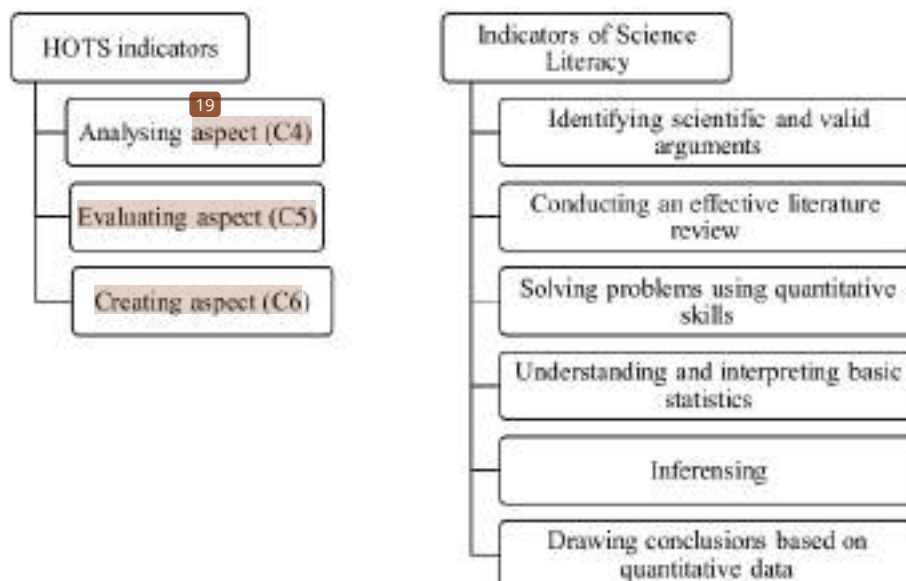 HOTS indicators
19
Analysing aspect (C4)
Evaluating aspect (C5)
Creating aspect (C6)
Indicators of Science
Literacy
Identifying scientific and valid
arguments
Conducting an effective literature
review
Solving problems using quantitative
skills
Understanding and interpreting basic
statistics
Inferensing
Drawing conclusions based on
quantitative data